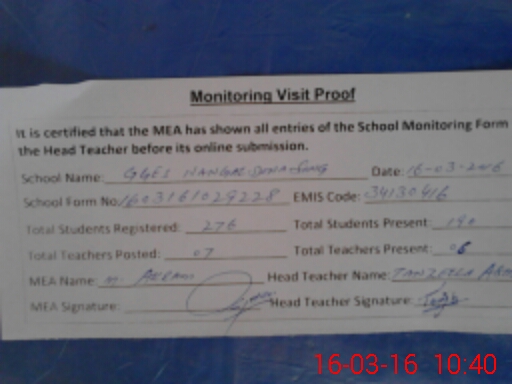 Monitoring Visit Proof
It is certified that the MEA has shown all entries of the School Monitoring Form
the Head Teacher before its online submission.
School Name: GGES Date: 16-03-2016
School Form No. 1603161029228 EMIS Code: 34130416
Total Students Registered: 276 Total Students Present: 190
Total Teachers Posted: 07 Total Teachers Present: 06
MEA Name: M. Akram Head Teacher Name: TANZEELA
MEA Signature: Head Teacher Signature:
16-03-16 10:40